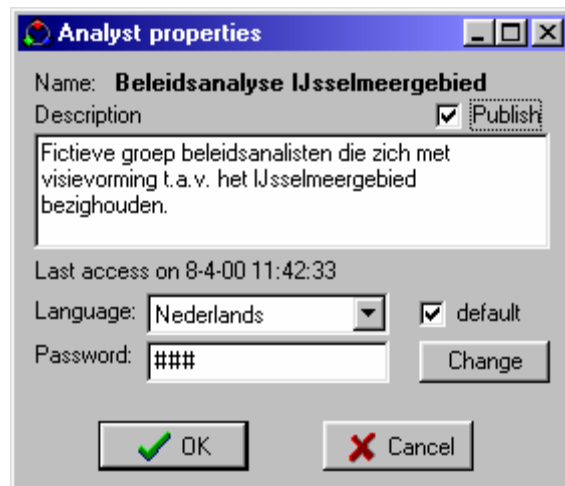 Analyst properties
Name: Beleidsanalyse IJsselmeergebied
Description Publish
Fictieve groep beleidsanalisten die zich met
visievorming t.a.v. het IJsselmeergebied
bezighouden.
Last access on 8-4-00 11:42:33
Language: Nederlands default
Password: ### Change
OK Cancel